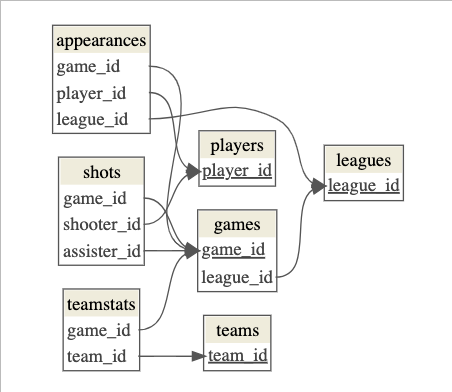 appearances
game_id
player_id
league_id
players
player_id
leagues
league_id
shots
game_id
shooter_id
assister_id
games
game_id
league_id
teamstats
game_id
team_id
teams
team_id